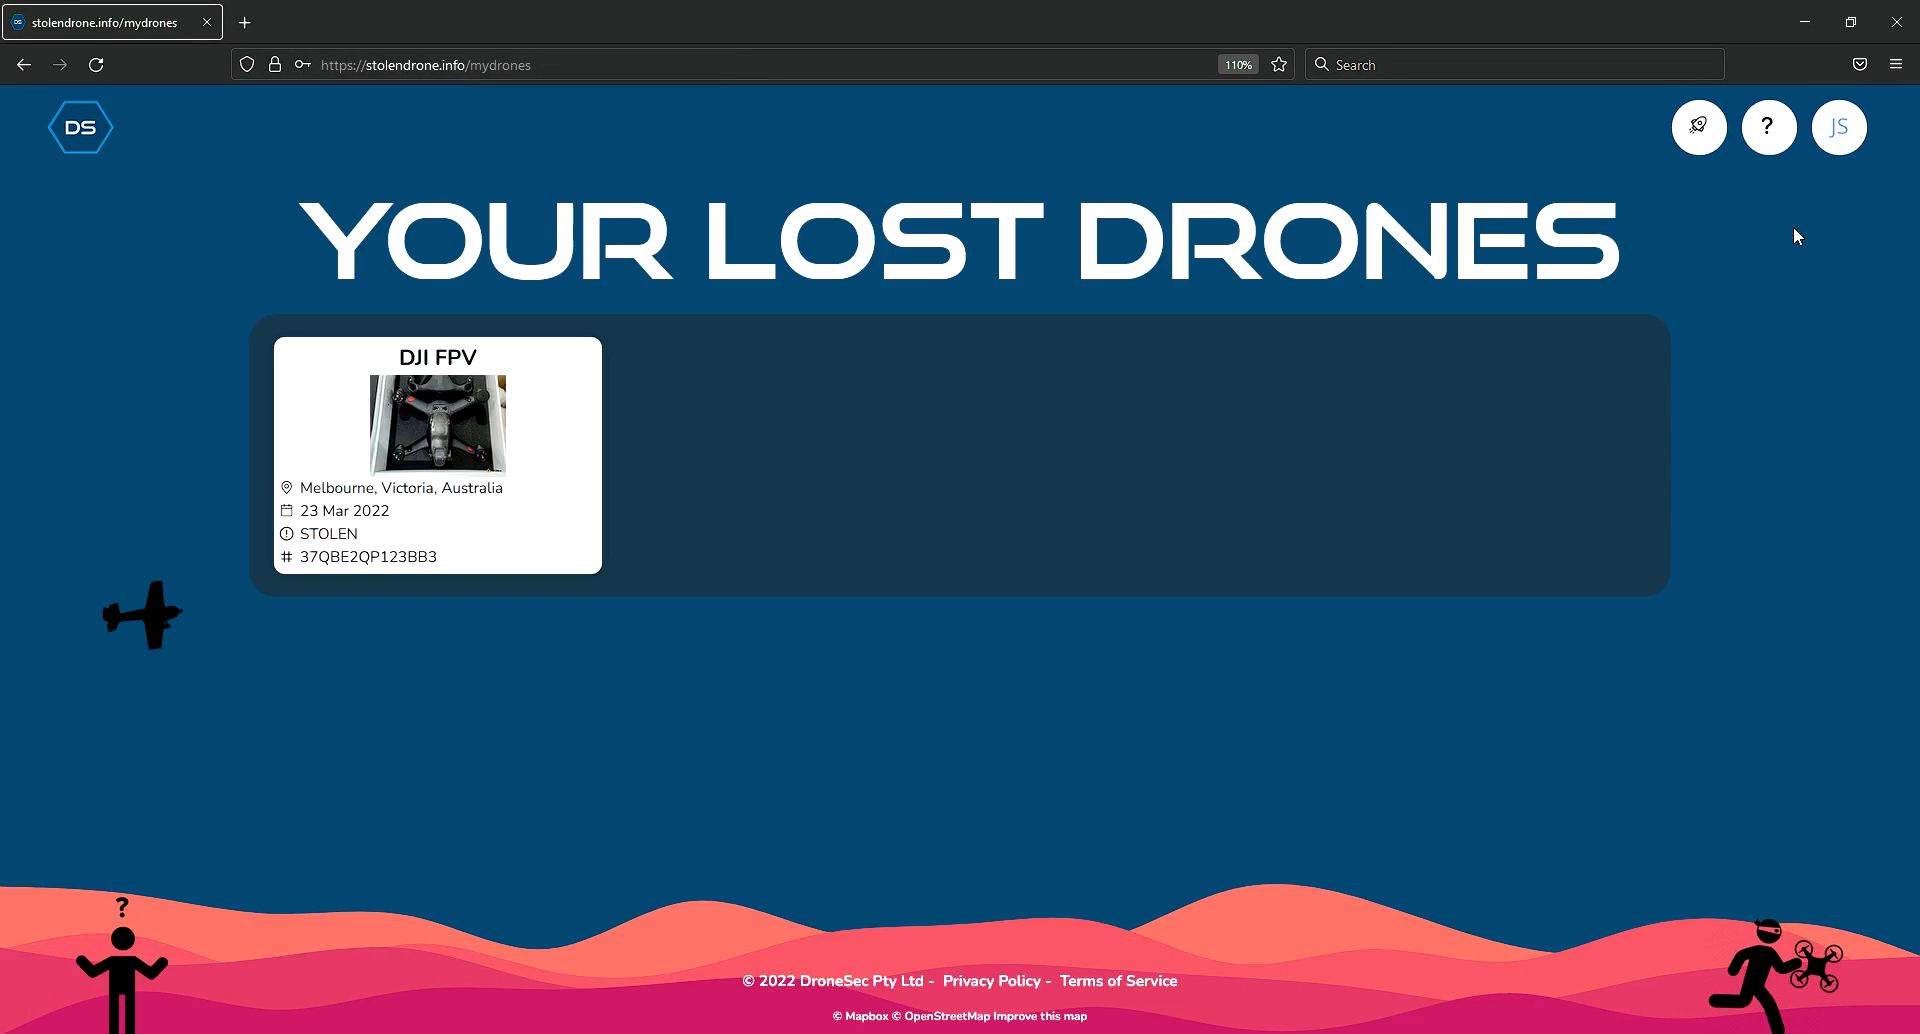 stolendrone.info/mydrones
https://stolendrone.info/mydrones
110%
Search
DS
?
JS
YOUR LOST DRONES
DJI FPV
Melbourne, Victoria, Australia
23 Mar 2022
STOLEN
# 37QBE2QP123BB3
?
© 2022 DroneSec Pty Ltd - Privacy Policy - Terms of Service
© Mapbox © OpenStreetMap Improve this map